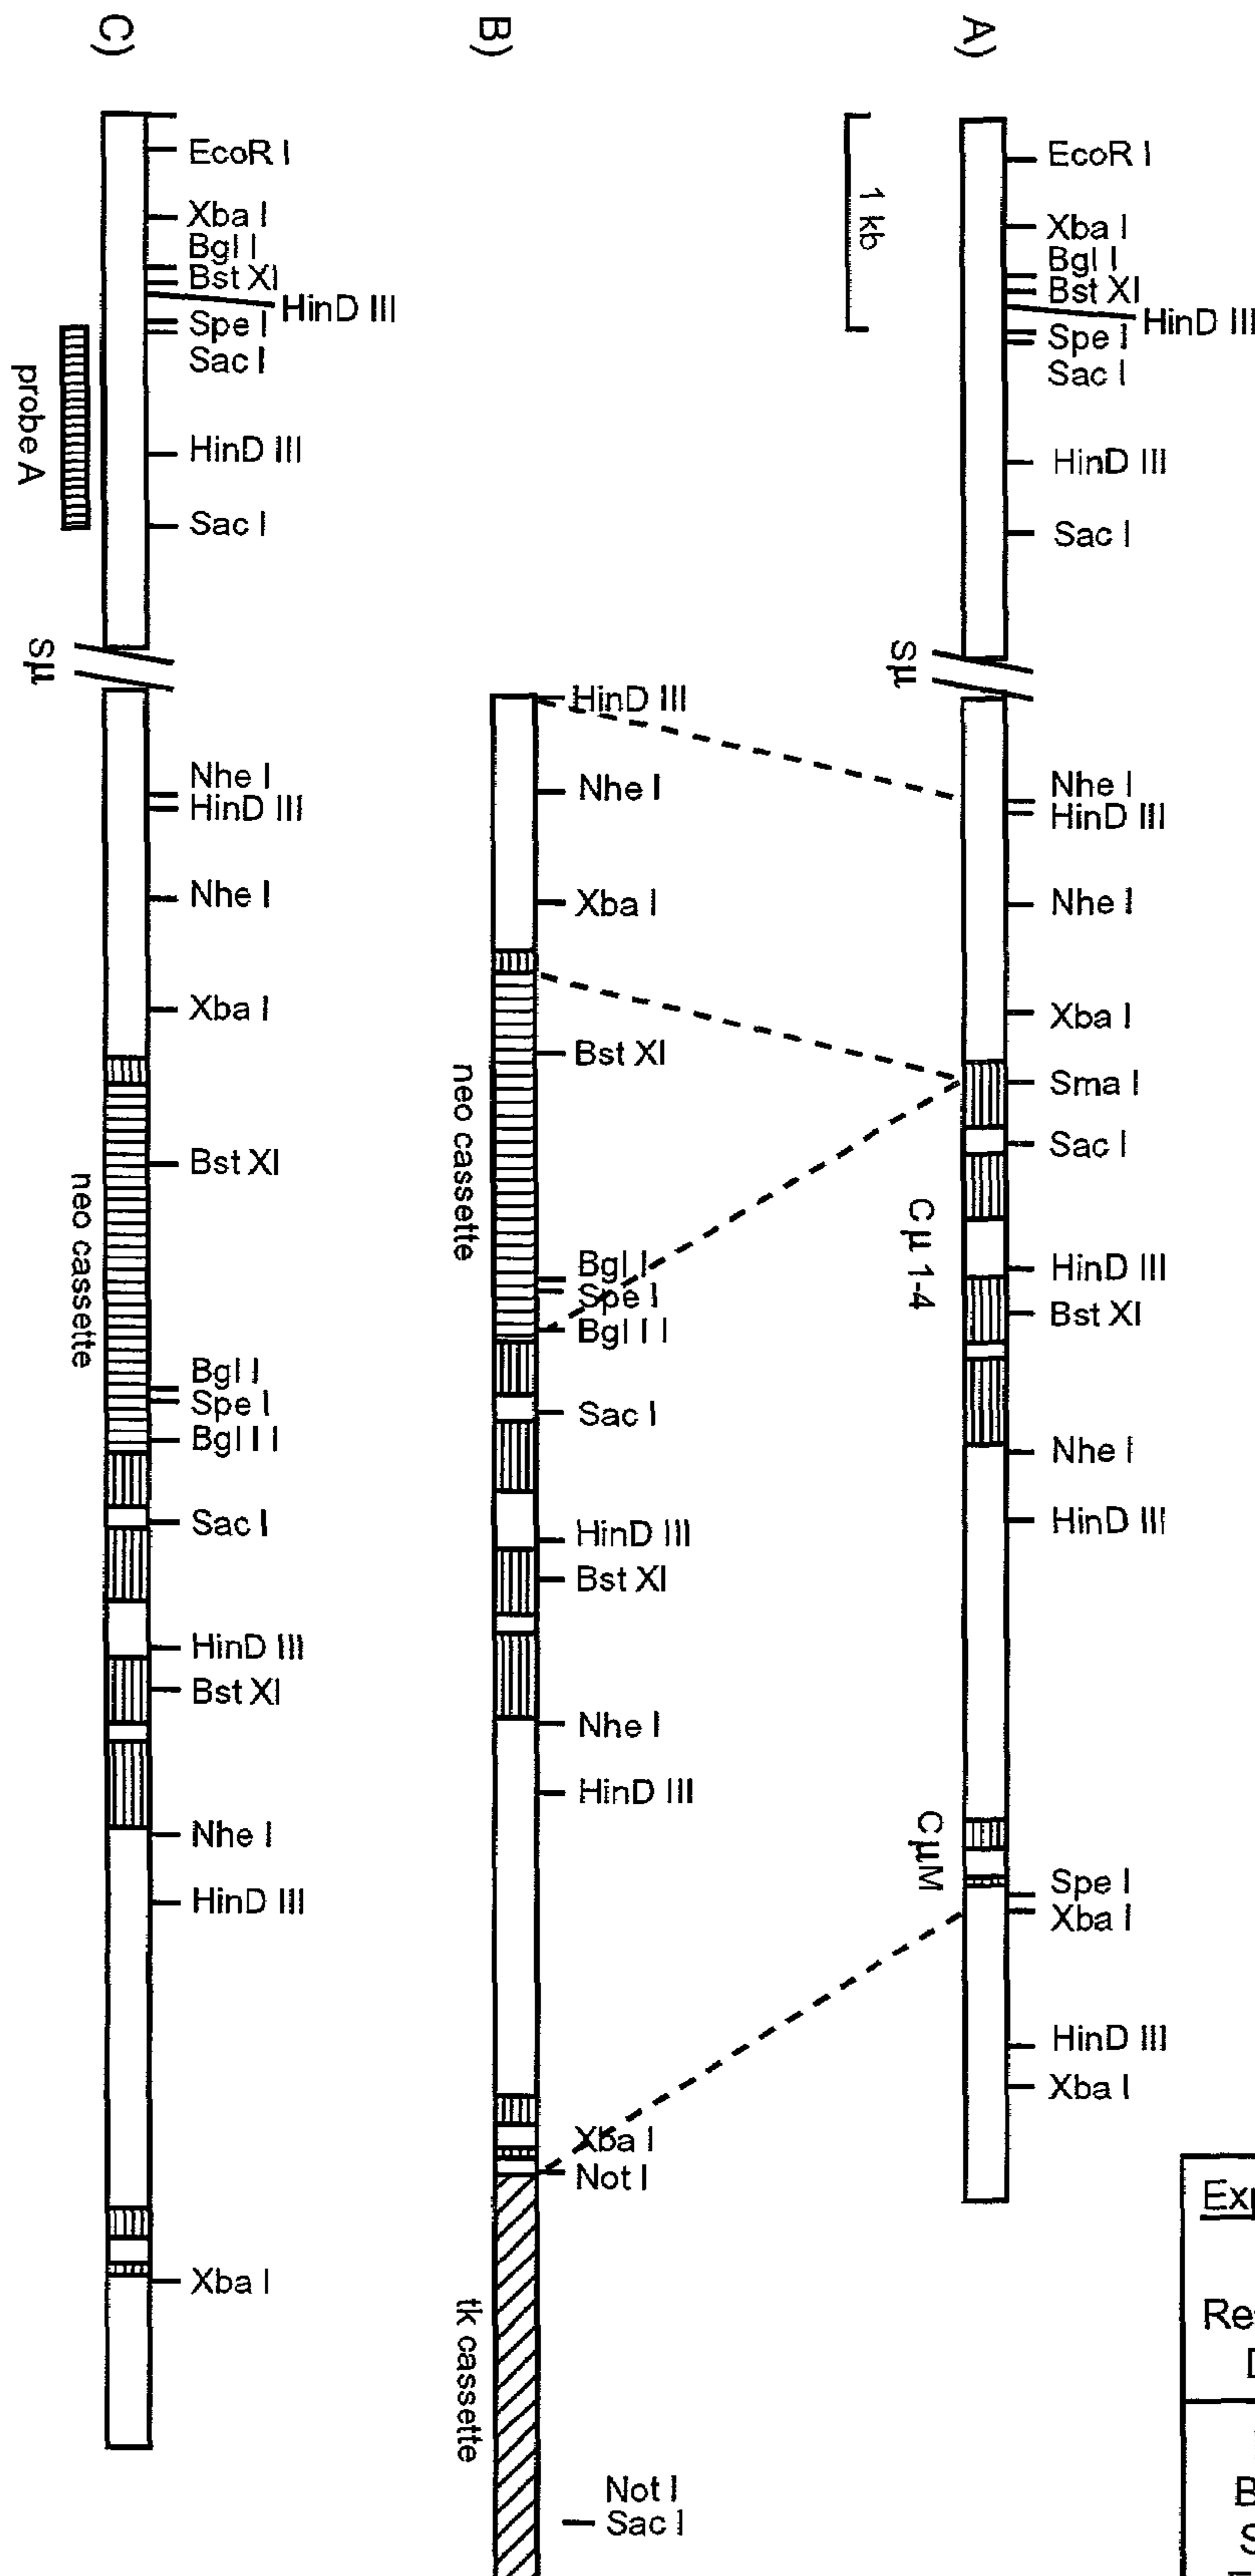 A)
EcoR I
Xba I
Bgl I
Bst XI
HinD III
Spe I
Sac I
HinD III
Sac I
Sµ
Nhe I
HinD III
Nhe I
Xba I
Sma I
Sac I
Cµ 1-4
HinD III
Bst XI
Nhe I
HinD III
CµM
Spe I
Xba I
HinD III
Xba I
1 kb
B)
HinD III
Nhe I
Xba I
Bst XI
neo cassette
Bgl I
Spe I
Bgl I I
Sac I
HinD III
Bst XI
Nhe I
HinD III
Xba I
Not I
tk cassette
Not I
Sac I
C)
EcoR I
Xba I
Bgl I
Bst XI
HinD III
Spe I
Sac I
HinD III
Sac I
probe A
Sµ
Nhe I
HinD III
Nhe I
Xba I
Bst XI
neo cassette
Bgl I
Spe I
Bgl I I
Sac I
HinD III
Bst XI
Nhe I
HinD III
Xba I